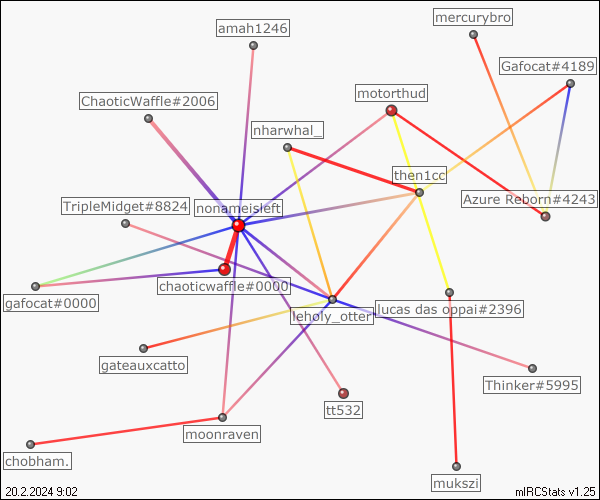 mercurybro
amah1246
Gafocat#4189
motorthud
ChaoticWaffle#2006
nharwhal_
then1cc
Azure Reborn#4243
TripleMidget#8824
nonameisleft
chaoticwaffle#0000
gafocat#0000
lucas das oppai#2396
leholy_otter
gateauxcatto
Thinker#5995
tt532
moonraven
chobham.
mukszi
20.2.2024 9:02
mIRCStats v1.25